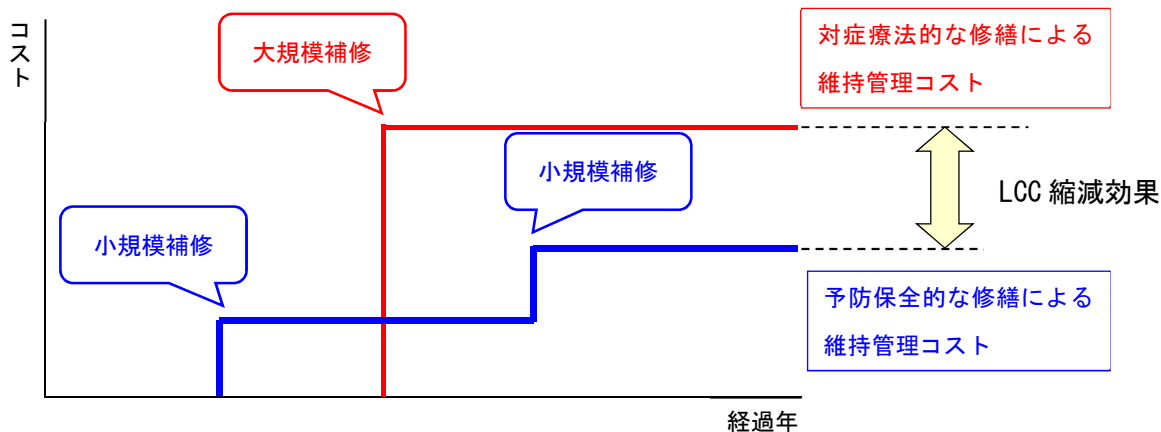 コスト
大規模補修
対症療法的な修繕による
維持管理コスト
小規模補修
LCC 縮減効果
小規模補修
予防保全的な修繕による
維持管理コスト
経過年